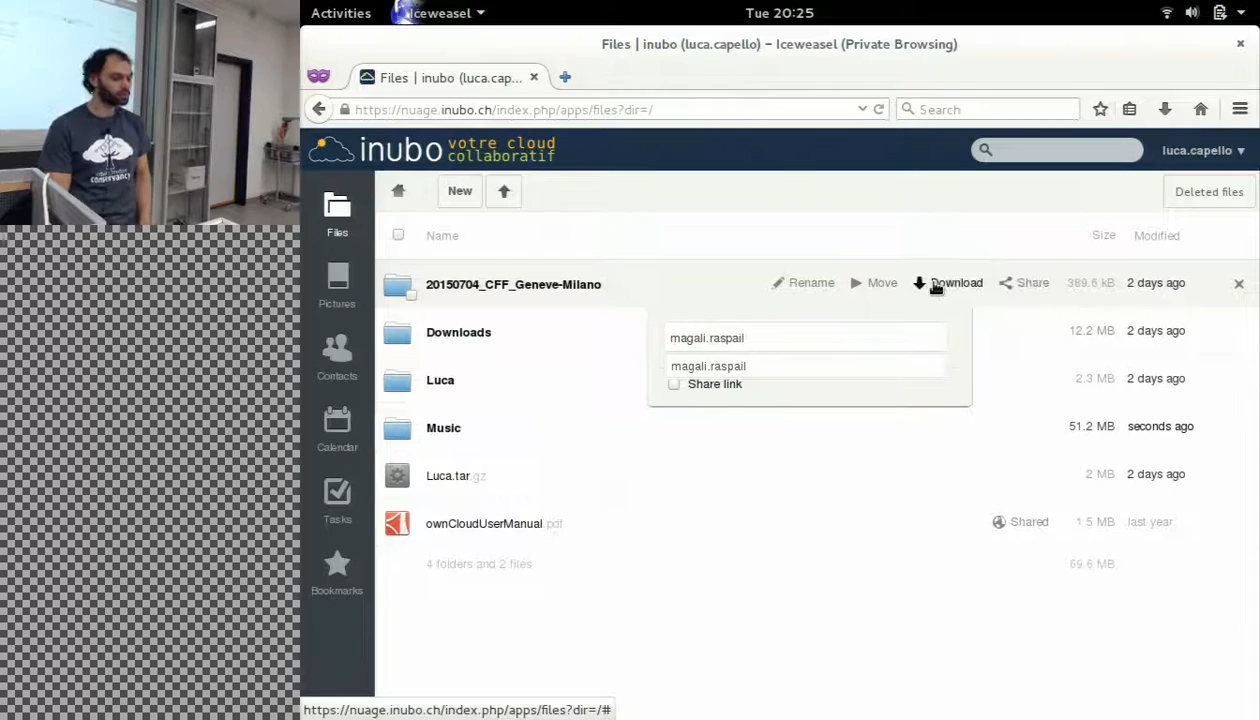 Activities Iceweasel Tue 20:25
Files | inubo (luca.capello) – Iceweasel (Private Browsing)
Files | inubo (luca.cap...
https://nuage.inubo.ch/index.php/apps/files?dir=/ Search
inubo votre cloud collaboratif luca.capello
New Deleted files
Files
Name Size Modified
20150704_CFF_Geneve-Milano Rename Move Download Share 389.6 kB 2 days ago
Pictures
magali.raspail
Downloads 12.2 MB 2 days ago
magali.raspail
Contacts
Luca 2.3 MB 2 days ago
Share link
Music 51.2 MB seconds ago
Calendar
Luca.tar.gz 2 MB 2 days ago
Tasks
ownCloudUserManual.pdf Shared 1.5 MB last year
4 folders and 2 files 69.6 MB
Bookmarks
https://nuage.inubo.ch/index.php/apps/files?dir=/#
conservancy